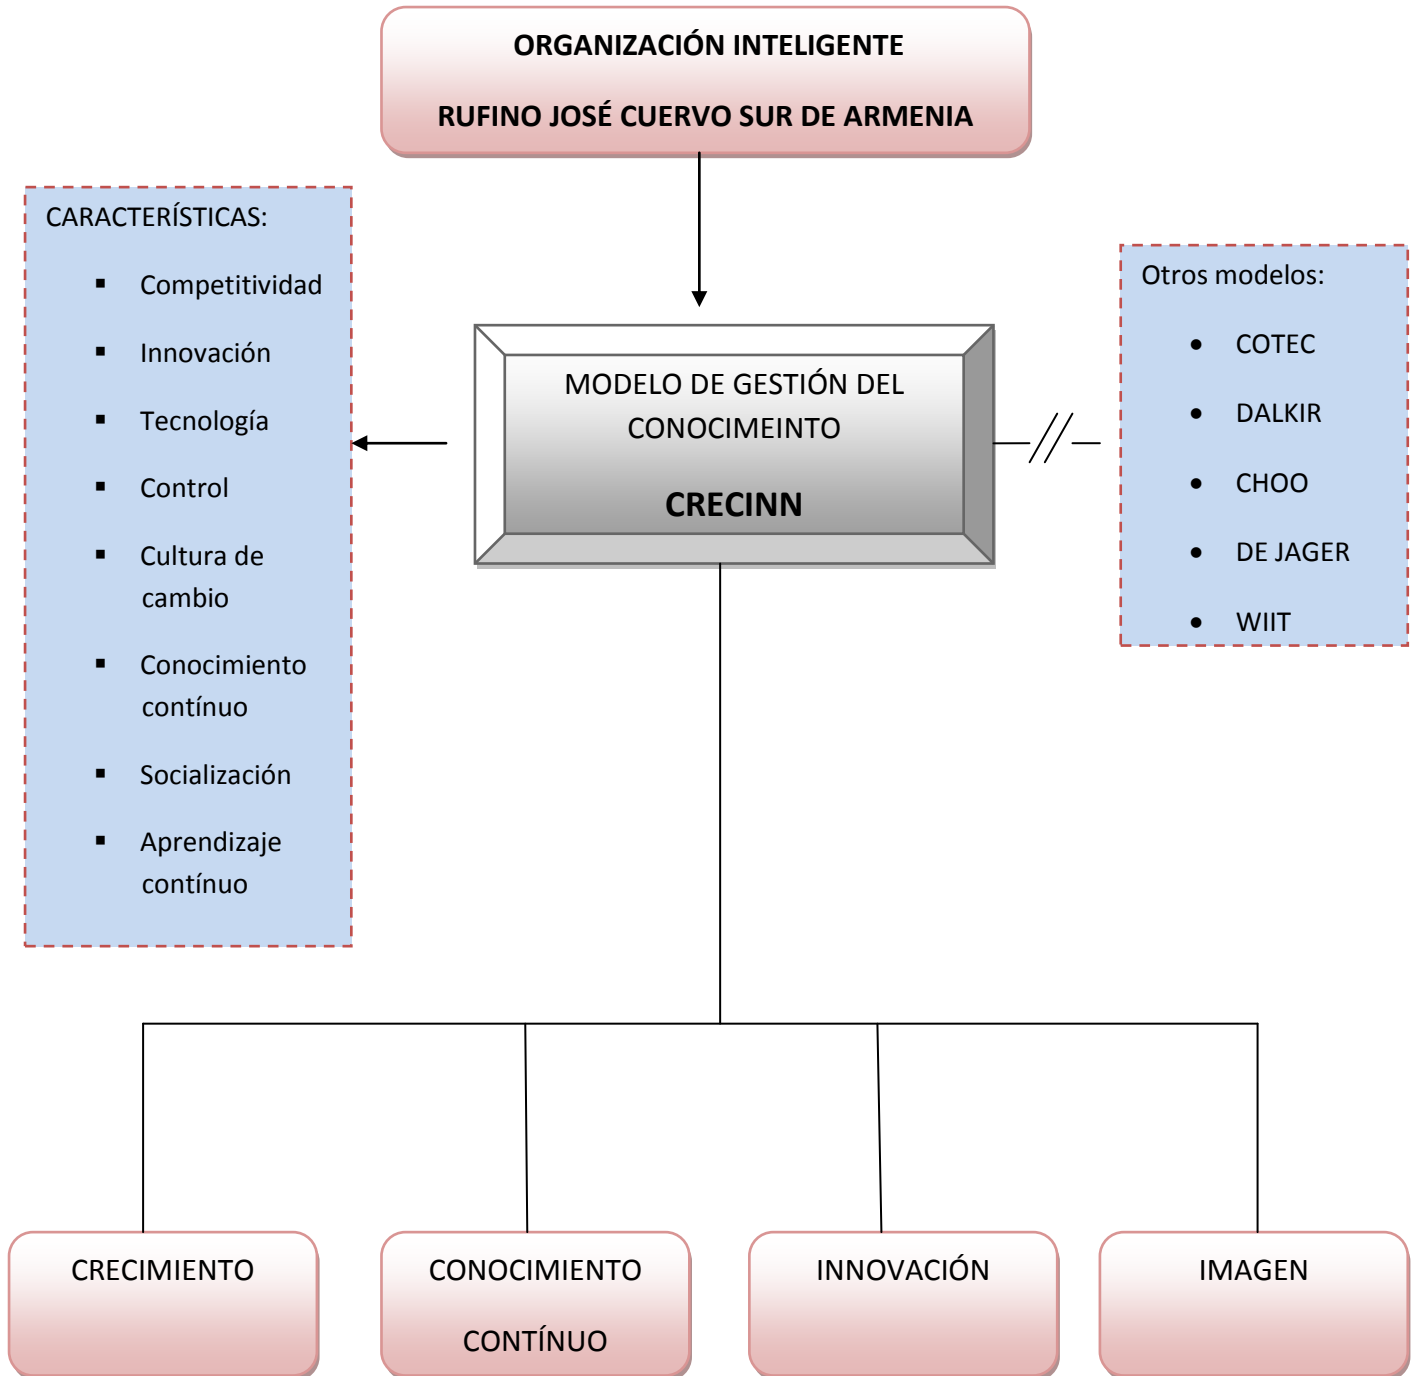 ORGANIZACIÓN INTELIGENTE
RUFINO JOSÉ CUERVO SUR DE ARMENIA
CARACTERÍSTICAS:
Competitividad
Innovación
Tecnología
Control
Cultura de
cambio
Conocimiento
contínuo
Socialización
Aprendizaje
contínuo
MODELO DE GESTIÓN DEL
CONOCIMEINTO
CRECINN
Otros modelos:
COTEC
DALKIR
CHOO
DE JAGER
WIIT
CRECIMIENTO
CONOCIMIENTO
CONTÍNUO
INNOVACIÓN
IMAGEN